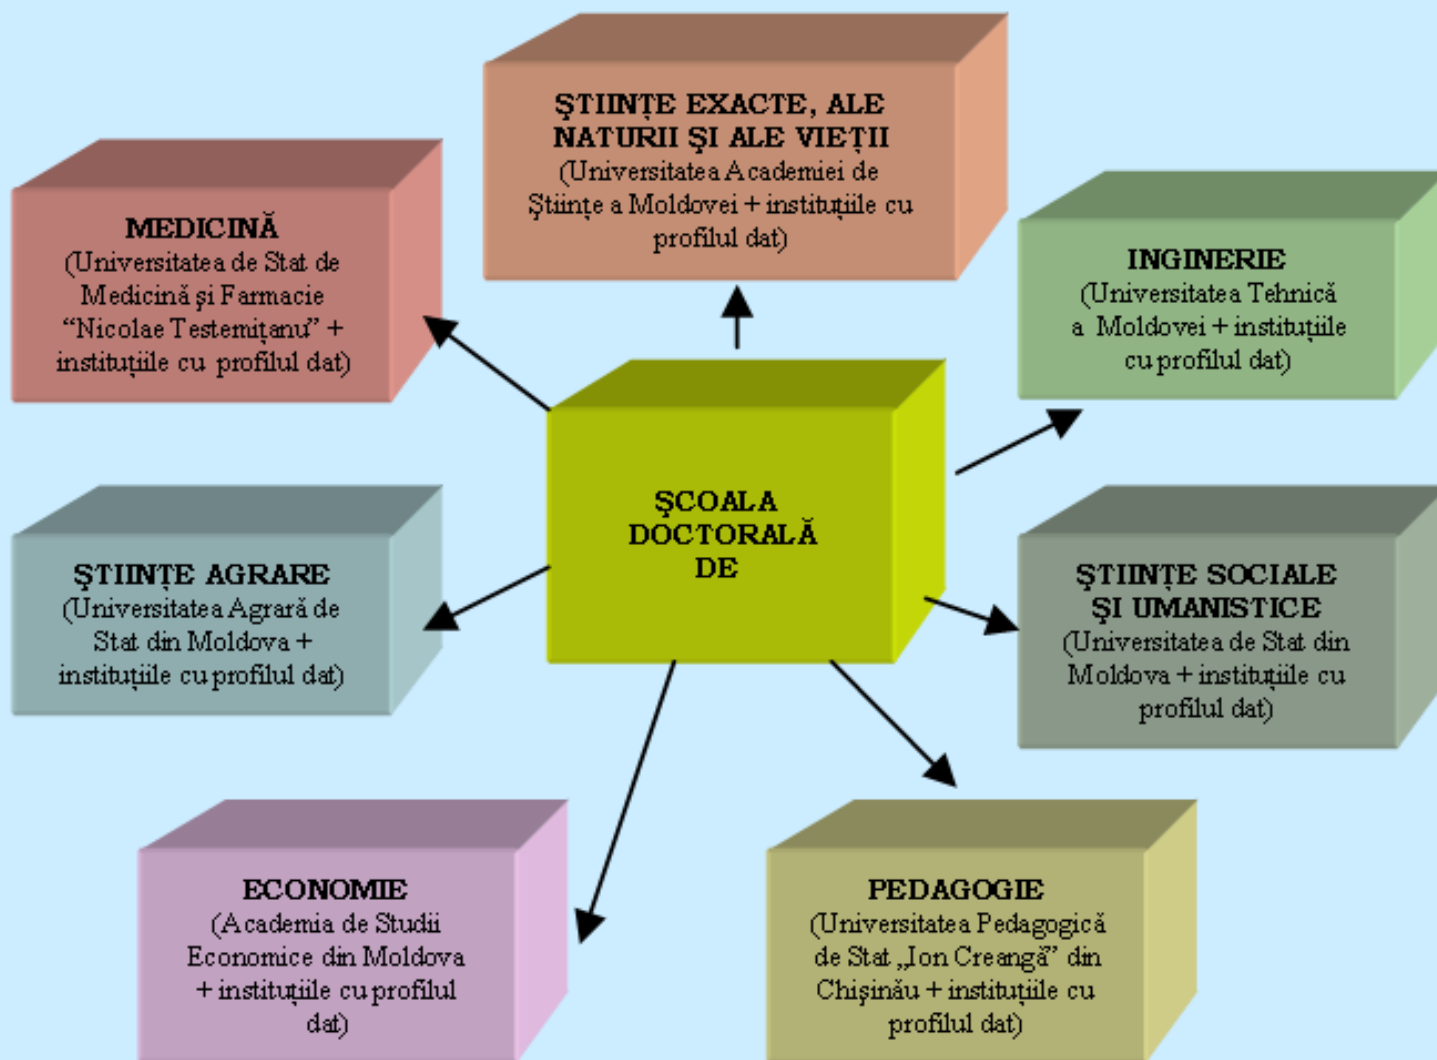 ŞTIINŢE EXACTE, ALE
NATURII ŞI ALE VIEŢII
(Universitatea Academiei de
Ştiinţe a Moldovei + instituţiile cu
profilul dat)
MEDICINĂ
(Universitatea de Stat de
Medicină şi Farmacie
“Nicolae Testemiţanu” +
instituţiile cu profilul dat)
INGINERIE
(Universitatea Tehnică
a Moldovei + instituţiile
cu profilul dat)
ŞCOALA
DOCTORALĂ
DE
ŞTIINŢE AGRARE
(Universitatea Agrară de
Stat din Moldova +
instituţiile cu profilul dat)
ŞTIINŢE SOCIALE
ŞI UMANISTICE
(Universitatea de Stat din
Moldova + instituţiile cu
profilul dat)
ECONOMIE
(Academia de Studii
Economice din Moldova
+ instituţiile cu profilul
dat)
PEDAGOGIE
(Universitatea Pedagogică
de Stat „Ion Creangă” din
Chişinău + instituţiile cu
profilul dat)